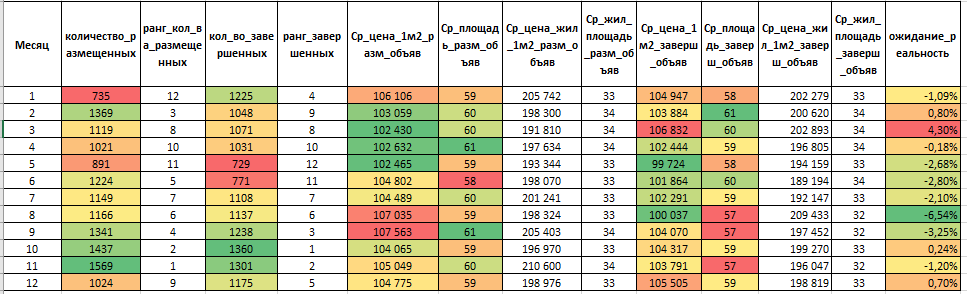 Месяц количество_размещенных ранг_кол_ва_размещенных кол_во_завершенных ранг_завершенных Ср_цена_1м2_разм_объяв Ср_площадь_разм_объяв Ср_цена_жил_1м2_разм_объяв Ср_жил_площадь_разм_объяв Ср_цена_1м2_заверш_объяв Ср_площадь_заверш_объяв Ср_цена_жил_1м2_заверш_объяв Ср_жил_площадь_заверш_объяв ожидание_реальность
1 735 12 1225 4 106 106 59 205 742 33 104 947 58 202 279 33 -1,09%
2 1369 3 1048 9 103 059 60 198 300 34 103 884 61 200 620 34 0,80%
3 1119 8 1071 8 102 430 60 191 810 34 106 832 60 202 893 34 4,30%
4 1021 10 1031 10 102 632 61 197 634 34 102 444 59 196 805 34 -0,18%
5 891 11 729 12 102 465 59 193 344 33 99 724 58 194 159 33 -2,68%
6 1224 5 771 11 104 802 58 198 070 33 101 864 60 189 194 34 -2,80%
7 1149 7 1108 7 104 489 60 201 241 33 102 291 59 192 147 33 -2,10%
8 1166 6 1137 6 107 035 59 198 324 33 100 037 57 209 433 32 -6,54%
9 1341 4 1238 3 107 563 61 205 403 34 104 070 57 197 452 32 -3,25%
10 1437 2 1360 1 104 065 59 196 970 33 104 317 59 199 270 33 0,24%
11 1569 1 1301 2 105 049 60 210 600 34 103 791 57 196 047 32 -1,20%
12 1024 9 1175 5 104 775 59 198 976 33 105 505 59 198 819 33 0,70%